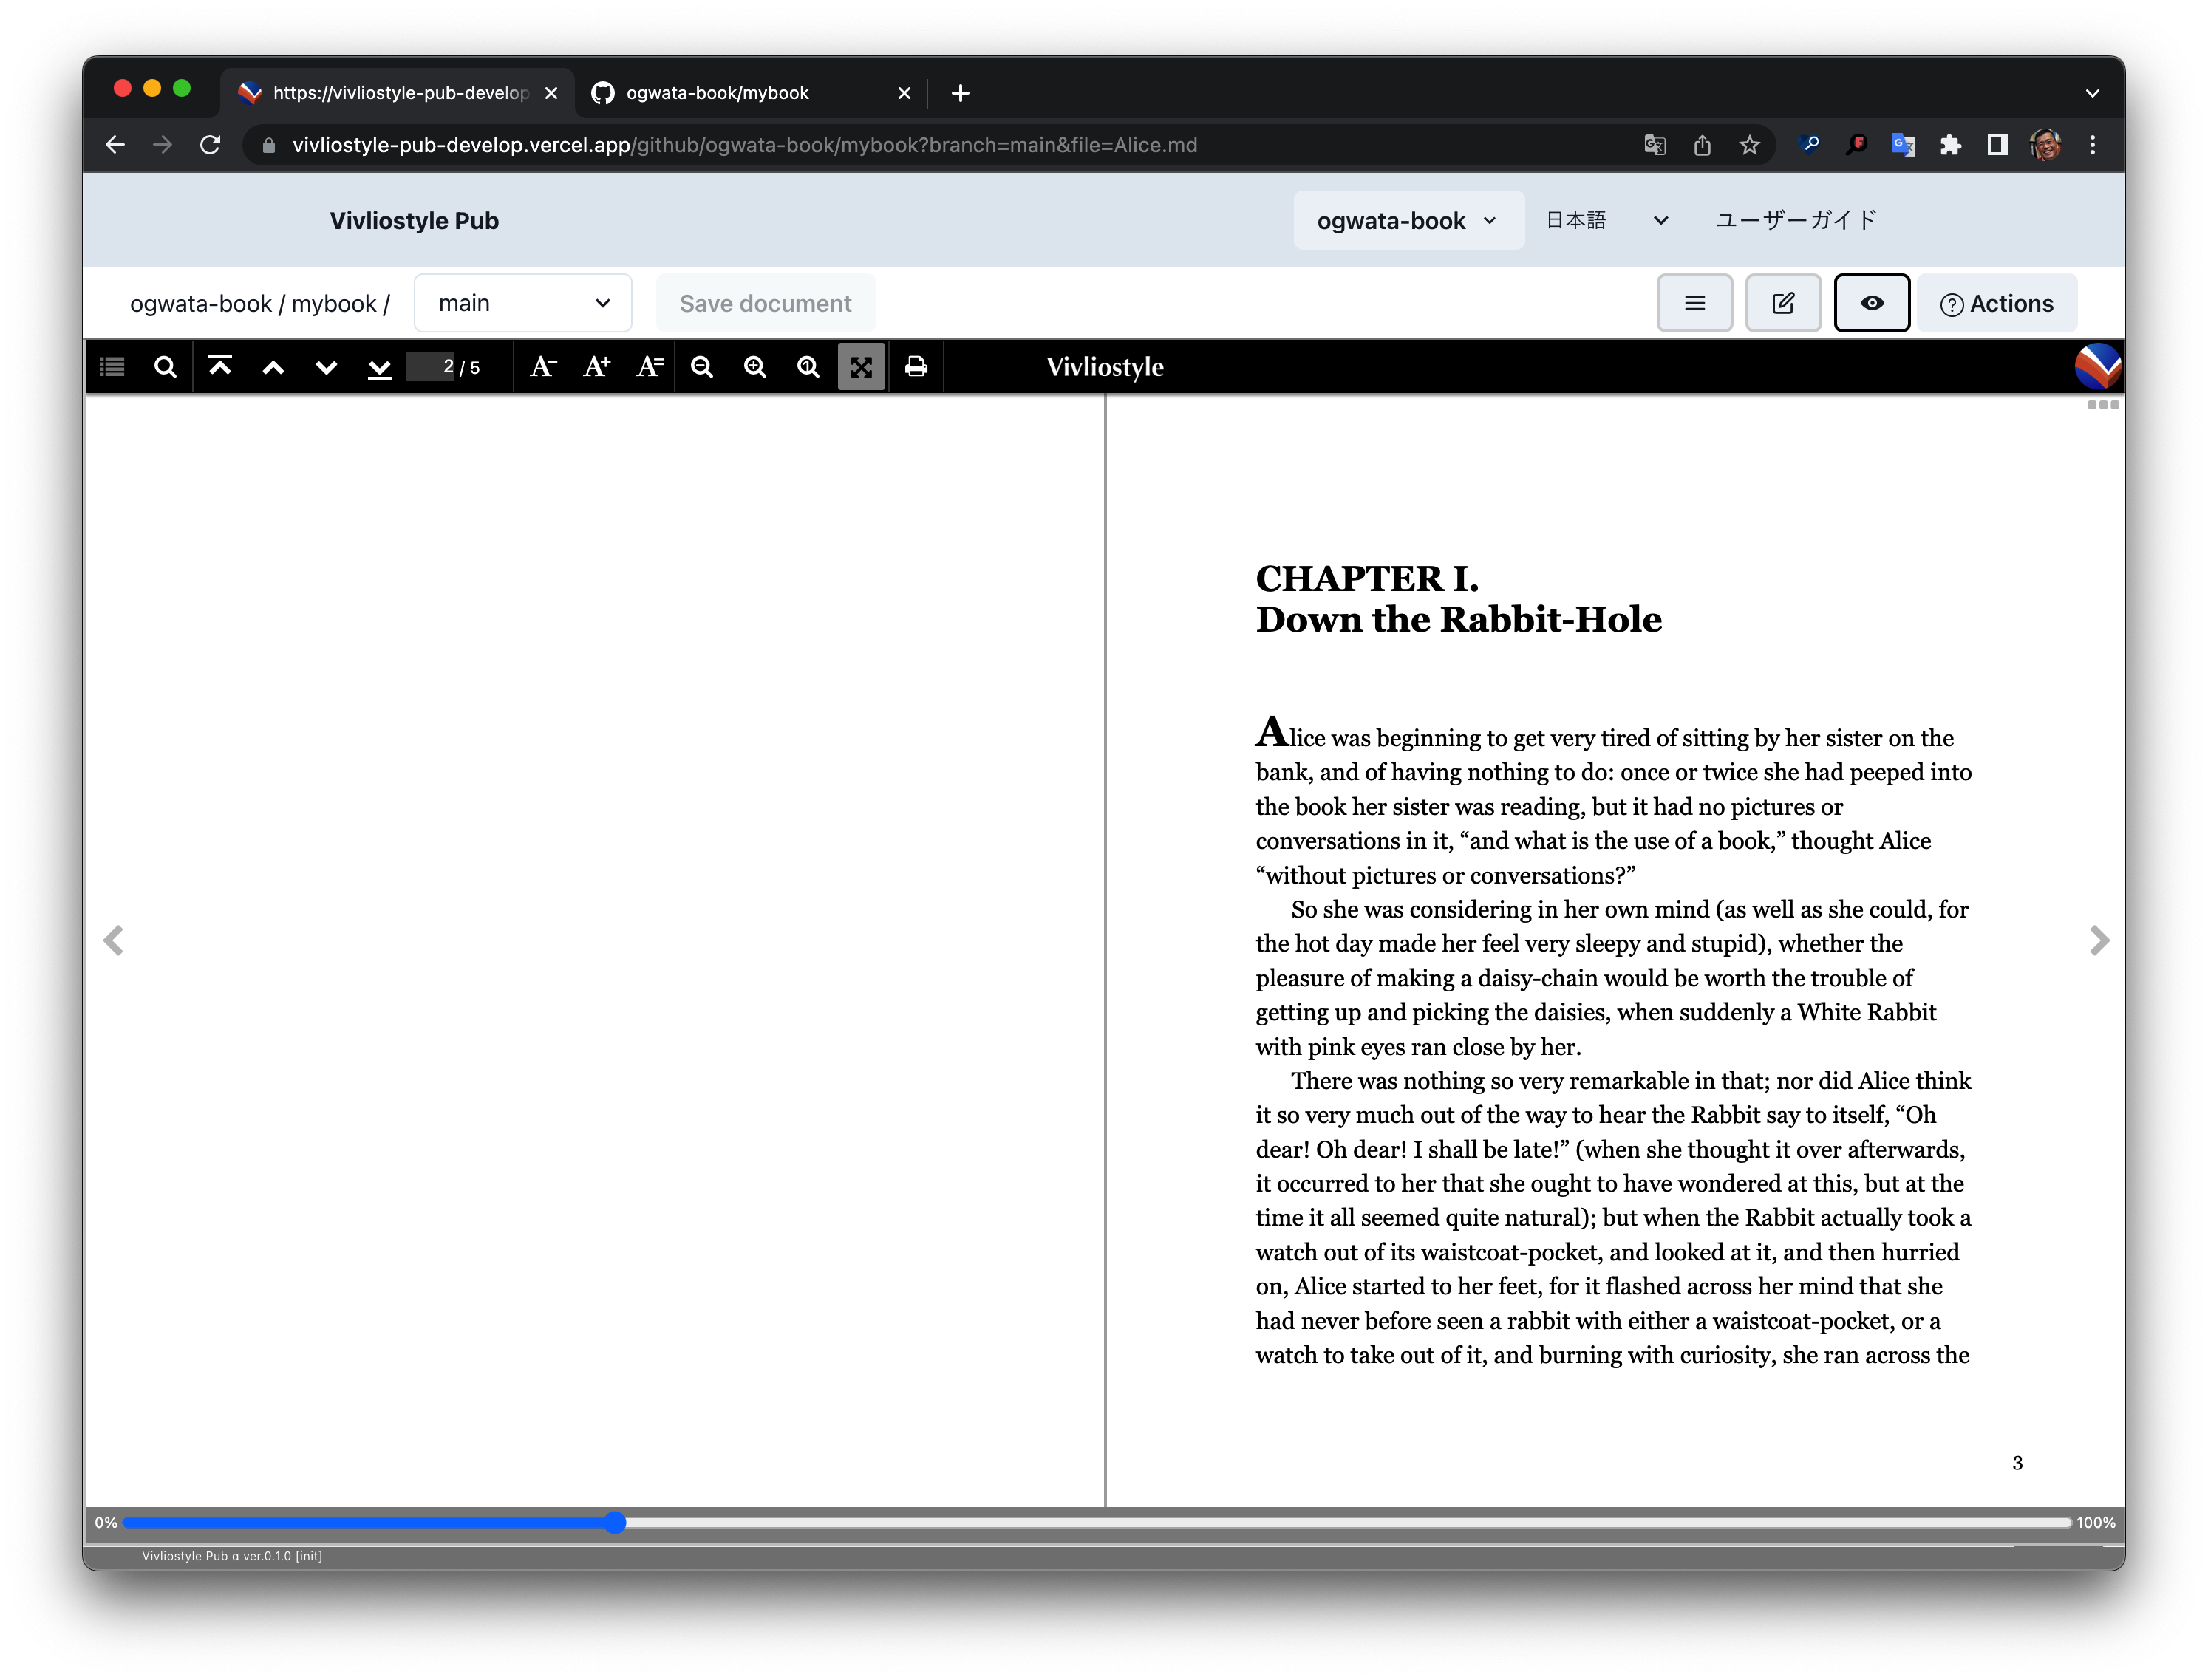 https://vivliostyle-pub-develop
ogwata-book/mybook
vivliostyle-pub-develop.vercel.app/github/ogwata-book/mybook?branch=main&file=Alice.md
Vivliostyle Pub
ogwata-book
日本語
ユーザーガイド
ogwata-book / mybook /
main
Save document
? Actions
2 / 5
A−
A+
A=
Vivliostyle
CHAPTER I.
Down the Rabbit-Hole
Alice was beginning to get very tired of sitting by her sister on the
bank, and of having nothing to do: once or twice she had peeped into
the book her sister was reading, but it had no pictures or
conversations in it, “and what is the use of a book,” thought Alice
“without pictures or conversations?”
So she was considering in her own mind (as well as she could, for
the hot day made her feel very sleepy and stupid), whether the
pleasure of making a daisy-chain would be worth the trouble of
getting up and picking the daisies, when suddenly a White Rabbit
with pink eyes ran close by her.
There was nothing so very remarkable in that; nor did Alice think
it so very much out of the way to hear the Rabbit say to itself, “Oh
dear! Oh dear! I shall be late!” (when she thought it over afterwards,
it occurred to her that she ought to have wondered at this, but at the
time it all seemed quite natural); but when the Rabbit actually took a
watch out of its waistcoat-pocket, and looked at it, and then hurried
on, Alice started to her feet, for it flashed across her mind that she
had never before seen a rabbit with either a waistcoat-pocket, or a
watch to take out of it, and burning with curiosity, she ran across the
3
0%
100%
Vivliostyle Pub α ver.0.1.0 [init]